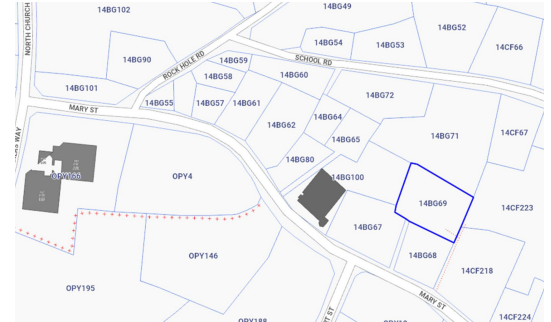 14BG102
14BG49
14BG52
NORTH CHURCH
14BG54
14BG53
14CF66
ROCK HOLE RD
14BG90
14BG59
SCHOOL RD
14BG58
14BG60
14BG101
14BG72
14BG55
14BG57
14BG61
MARY ST
14BG64
14BG62
14BG65
14BG71
14CF67
WAY
14BG80
OPY166
OPY4
14BG100
14BG69
14CF223
14BG67
OPY146
14BG68
14CF218
OPY195
MARY ST
ST
14CF224
OPY188